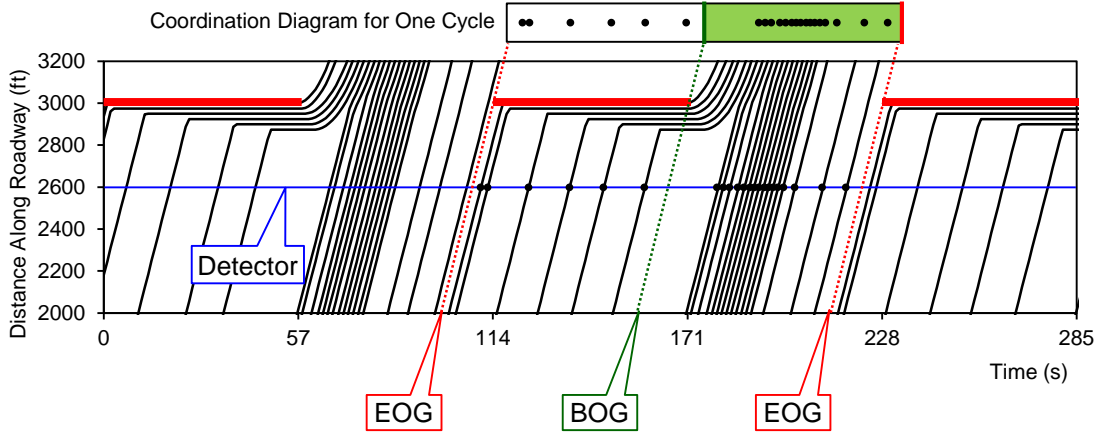 Coordination Diagram for One Cycle
Distance Along Roadway (ft)
3200
3000
2800
2600
2400
2200
2000
Detector
0
57
114
171
228
285
Time (s)
EOG
BOG
EOG